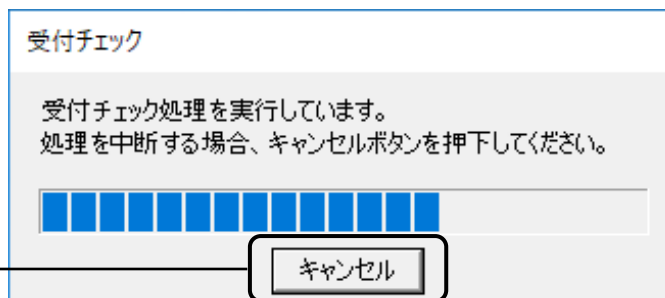 受付チェック
受付チェック処理を実行しています。
処理を中断する場合、キャンセルボタンを押下してください。
キャンセル